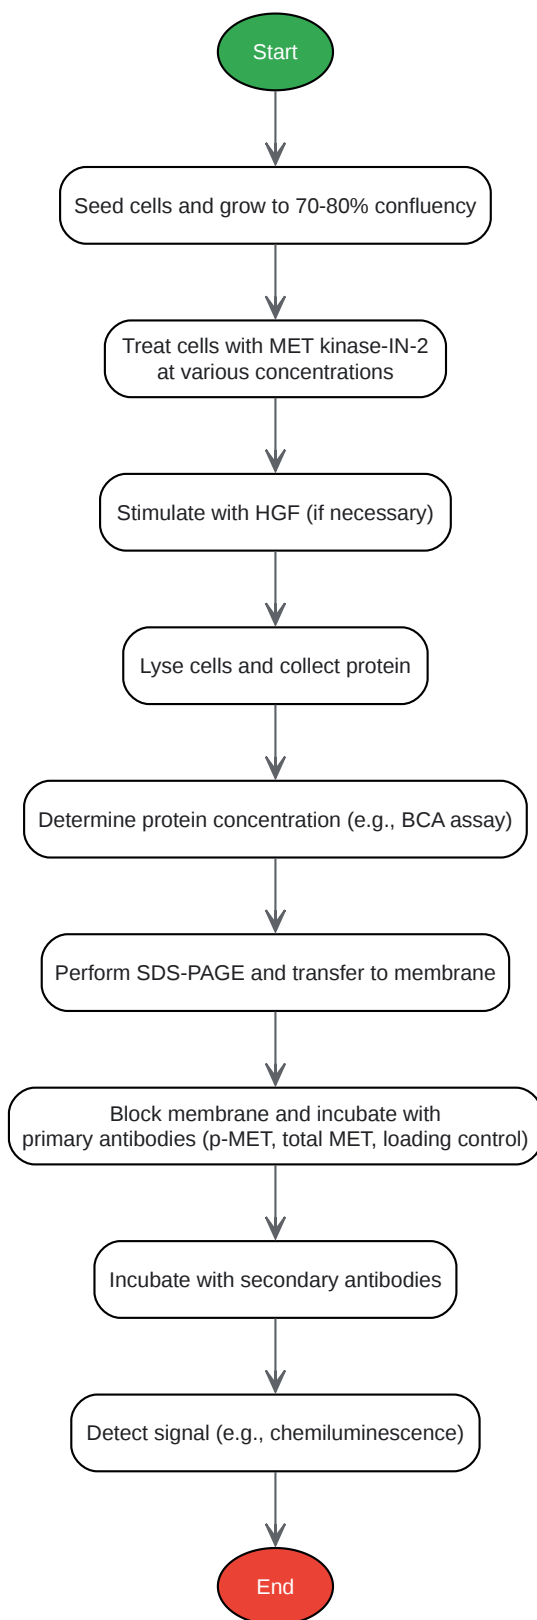 Start
Seed cells and grow to 70-80% confluency
Treat cells with MET kinase-IN-2
at various concentrations
Stimulate with HGF (if necessary)
Lyse cells and collect protein
Determine protein concentration (e.g., BCA assay)
Perform SDS-PAGE and transfer to membrane
Block membrane and incubate with
primary antibodies (p-MET, total MET, loading control)
Incubate with secondary antibodies
Detect signal (e.g., chemiluminescence)
End